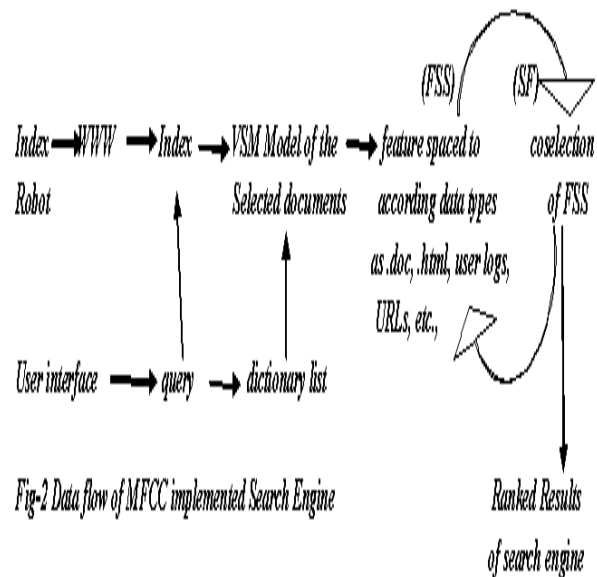 (FSS) (SF)
Index WWW Index VSM Model of the feature spaced to coselection
Robot Selected documents according data types of FSS
as .doc, .html, user logs,
URLs, etc.,
User interface query dictionary list
Fig-2 Data flow of MFCC implemented Search Engine Ranked Results
of search engine